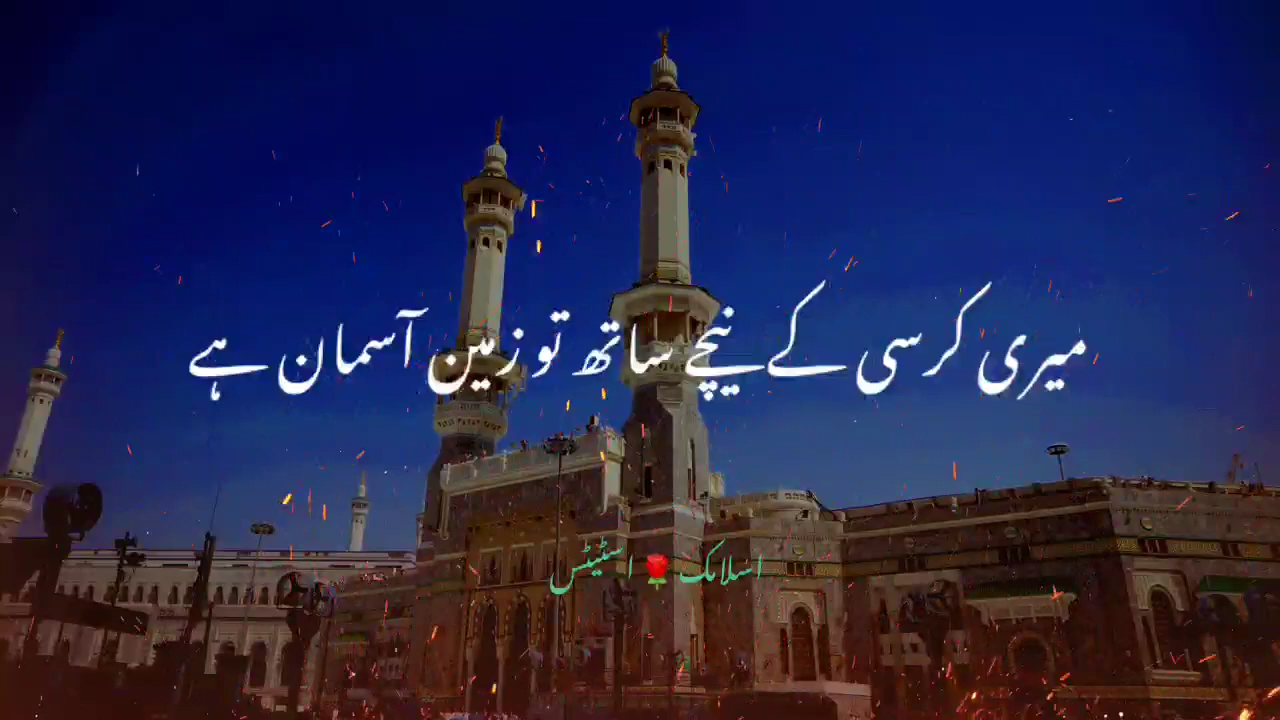 میری کرسی کے نیچے ساتھ تو زمین آسمان ہے
اسلامک 🌹 اسٹیٹس